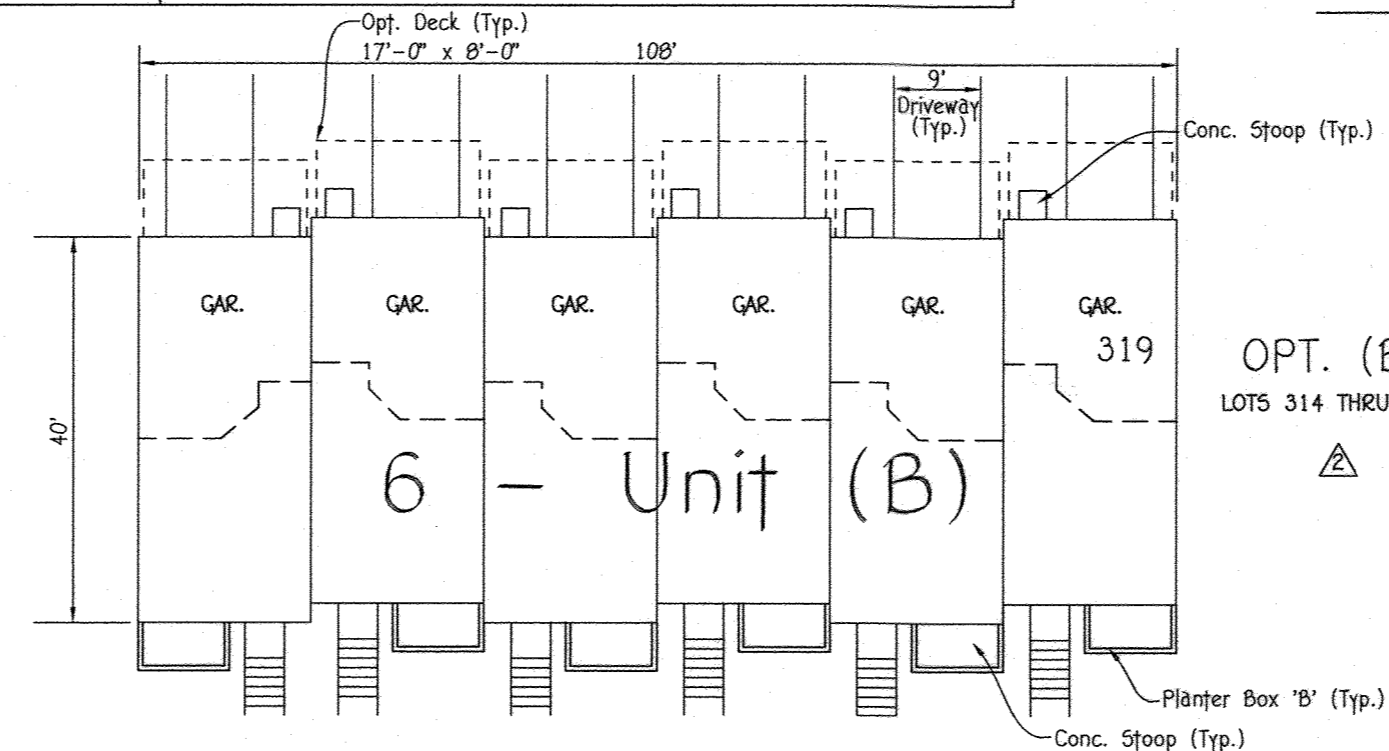 Opt. Deck (Typ.)
17'-0" x 8'-0"
108'
9'
Driveway
(Typ.)
Conc. Stoop (Typ.)
GAR.
GAR.
GAR.
GAR.
GAR.
GAR.
319
OPT. (
LOTS 314 THRU
2
40'
6 - Unit (B)
Planter Box 'B' (Typ.)
Conc. Stoop (Typ.)